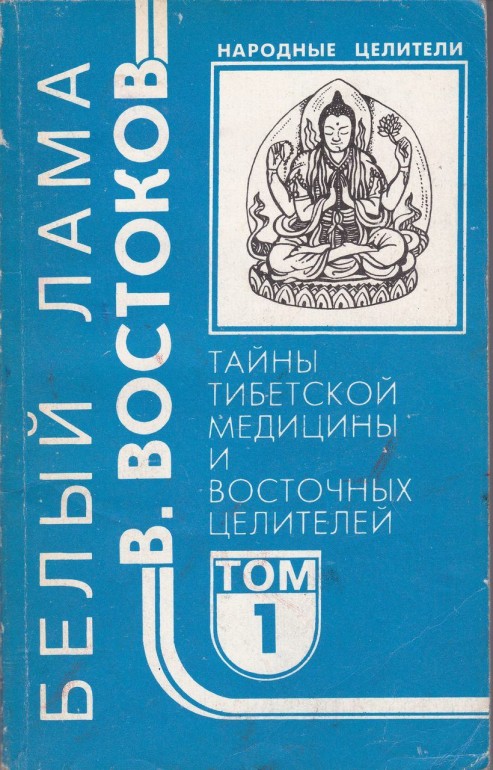 БЕЛЫЙ ЛАМА
В. ВОСТОКОВ
НАРОДНЫЕ ЦЕЛИТЕЛИ
ТАЙНЫ
ТИБЕТСКОЙ
МЕДИЦИНЫ
И
ВОСТОЧНЫХ
ЦЕЛИТЕЛЕЙ
ТОМ
1